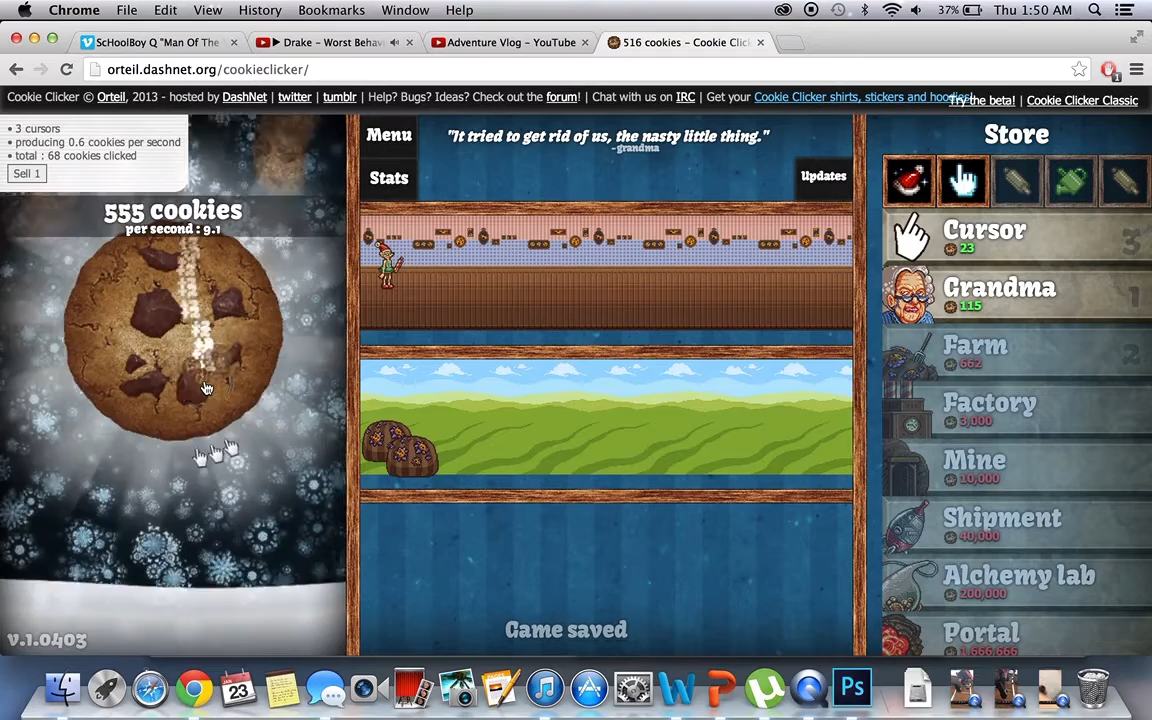 Chrome File Edit View History Bookmarks Window Help 37% Thu 1:50 AM
ScHoolBoy Q "Man Of The
Drake – Worst Behav
Adventure Vlog – YouTube
516 cookies – Cookie Clic
orteil.dashnet.org/cookieclicker/
1
Cookie Clicker © Orteil, 2013 - hosted by DashNet | twitter | tumblr | Help? Bugs? Ideas? Check out the forum! | Chat with us on IRC | Get your Cookie Clicker shirts, stickers and hoodies!
Try the beta! | Cookie Clicker Classic
• 3 cursors
• producing 0.6 cookies per second
• total : 68 cookies clicked
Sell 1
555 cookies
per second : 9.1
v.1.0403
Menu
Stats
"It tried to get rid of us, the nasty little thing."
-grandma
Updates
Game saved
Store
Cursor 3
23
Grandma 1
115
Farm 2
662
Factory
3,000
Mine
10,000
Shipment
40,000
Alchemy lab
200,000
Portal
1,666,666
23
W
P
Ps